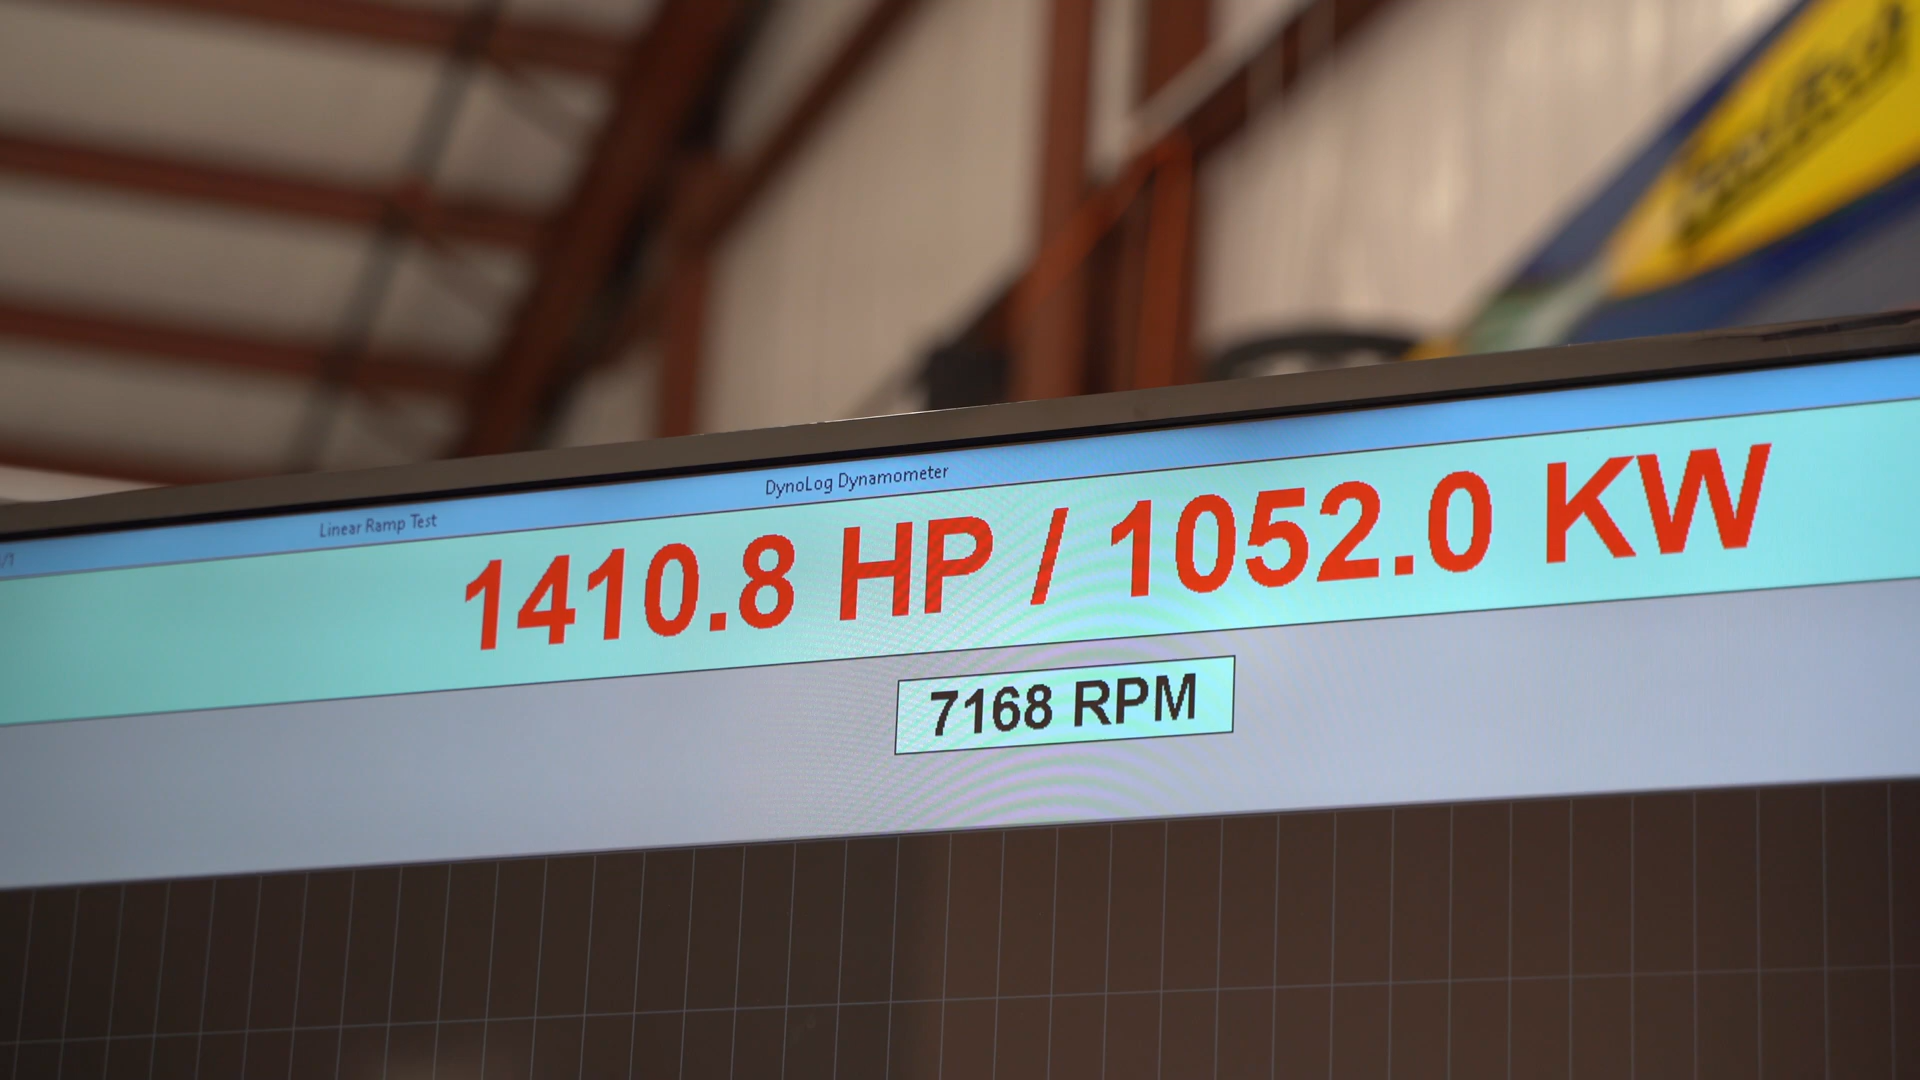 DynoLog Dynamometer
Linear Ramp Test
1410.8 HP / 1052.0 KW
7168 RPM